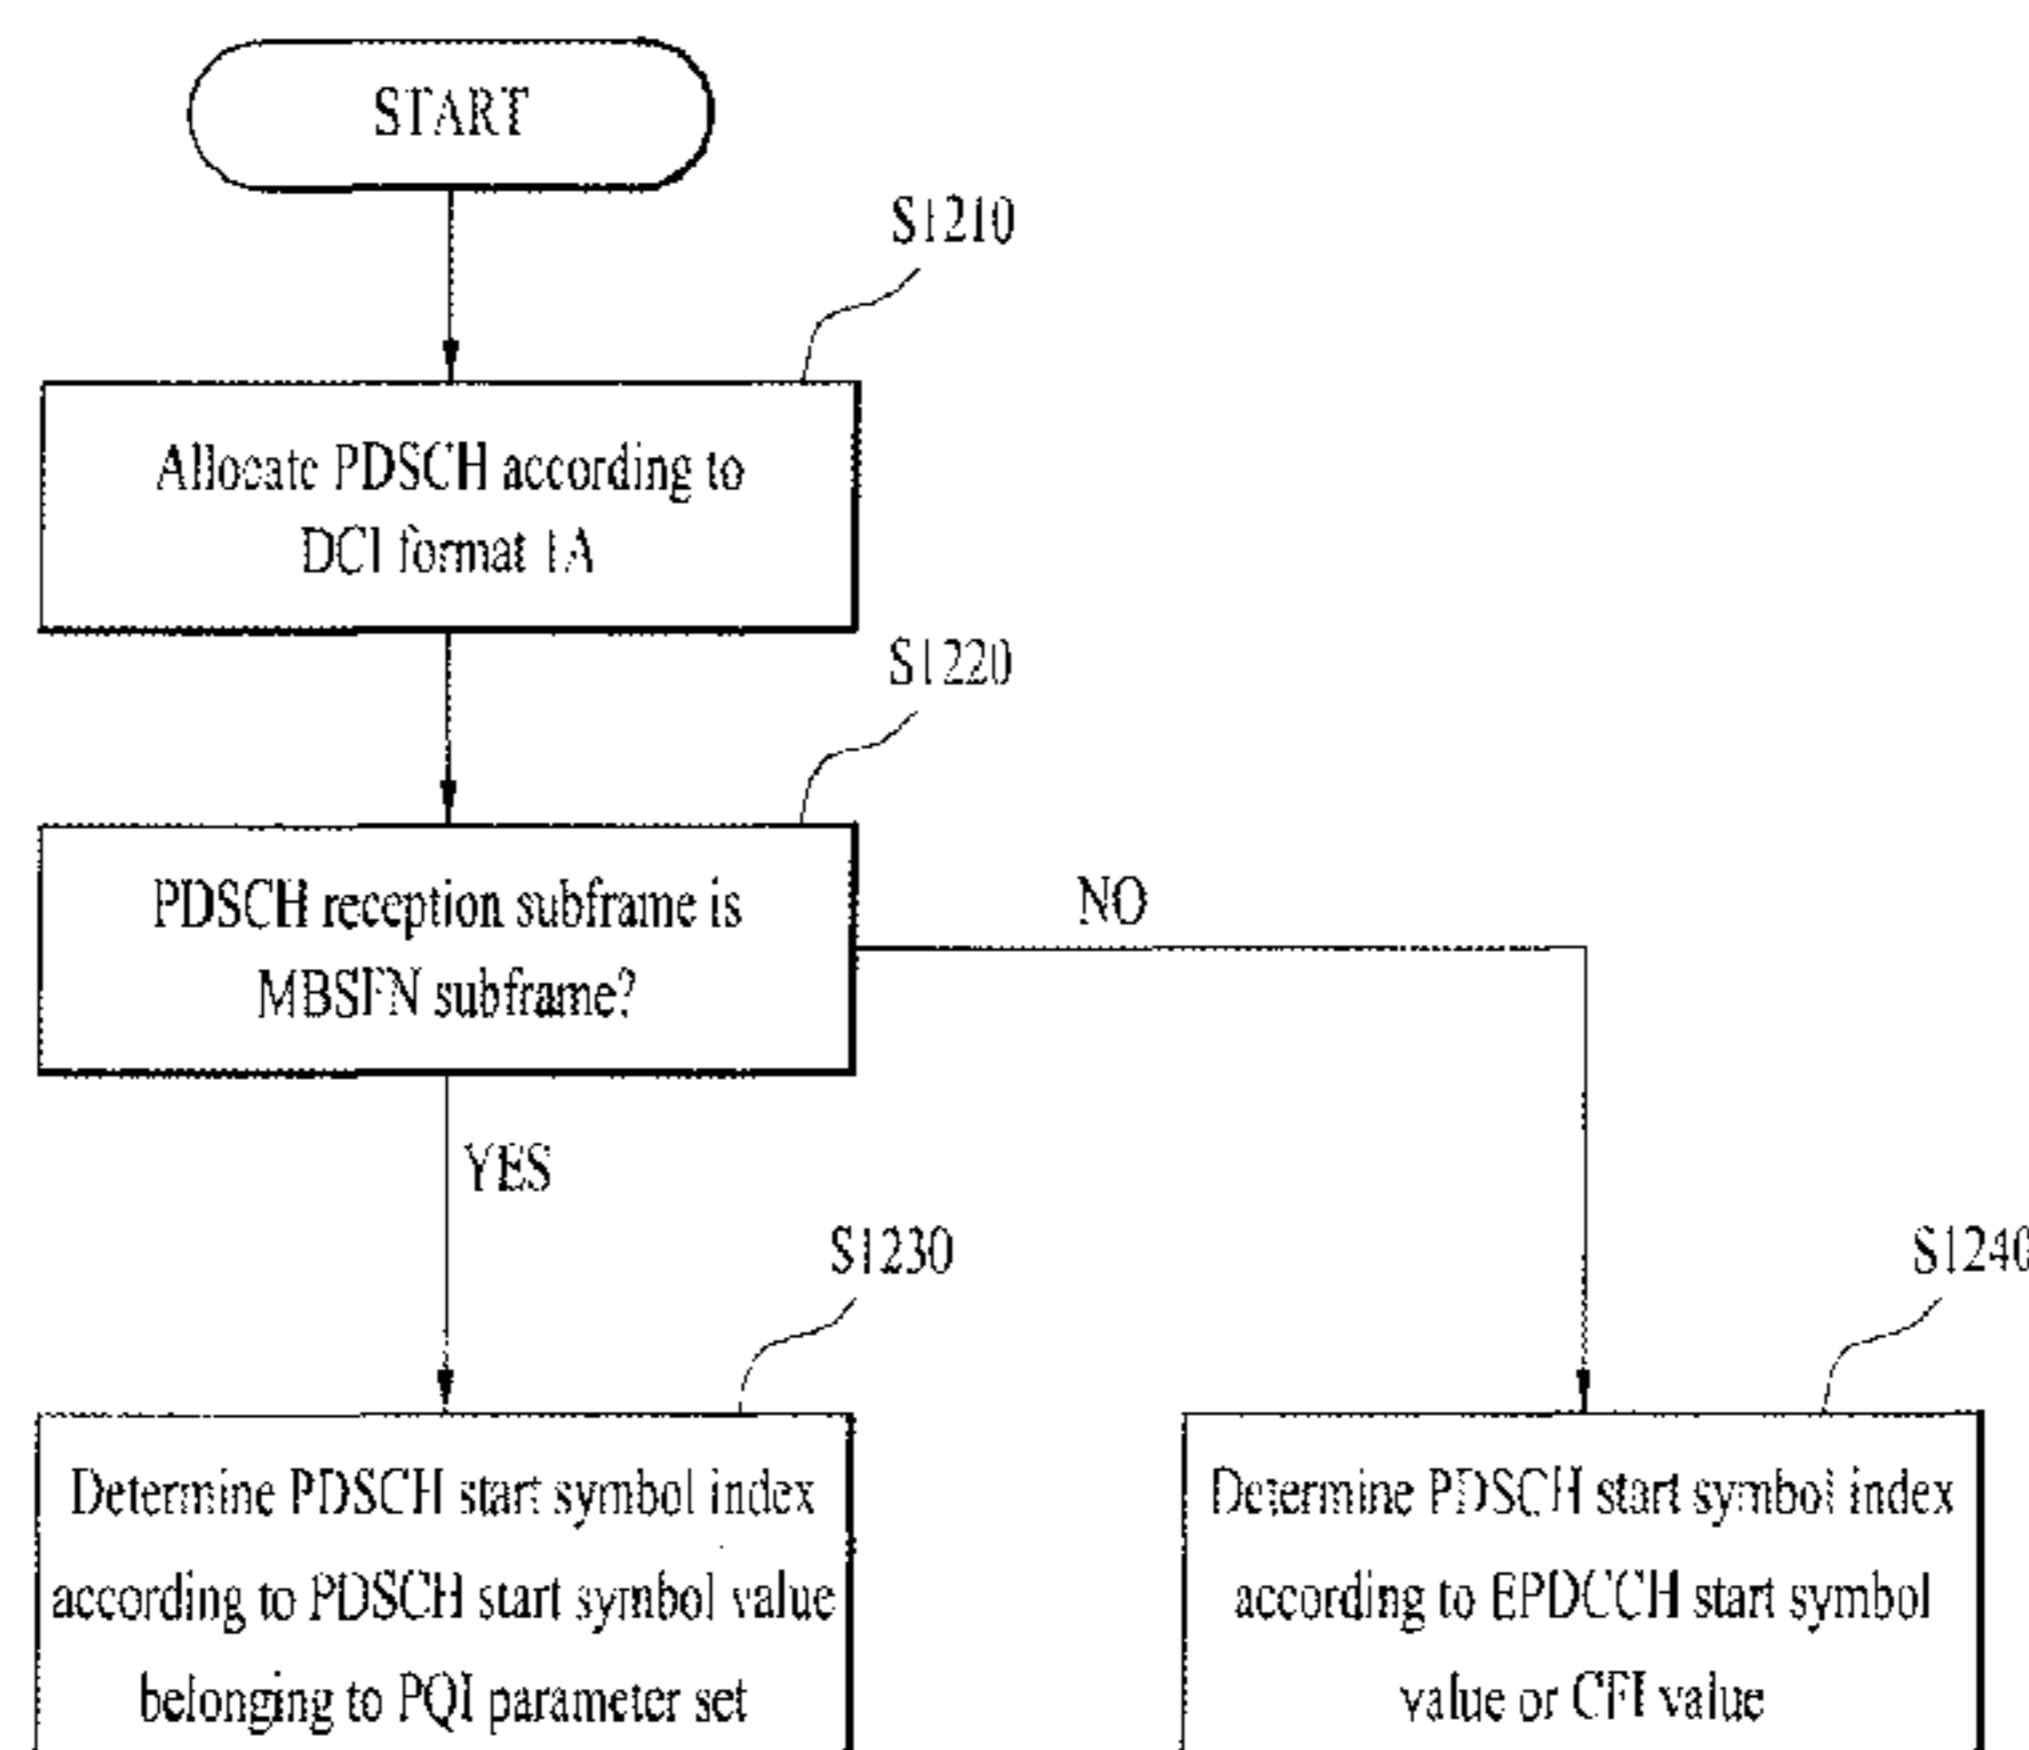 START
S1210
Allocate PDSCH according to
DCI format 1A
S1220
PDSCH reception subframe is
MBSFN subframe?
NO
YES
S1230
S1240
Determine PDSCH start symbol index
according to PDSCH start symbol value
belonging to PQI parameter set
Determine PDSCH start symbol index
according to EPDCCH start symbol
value or CFI value